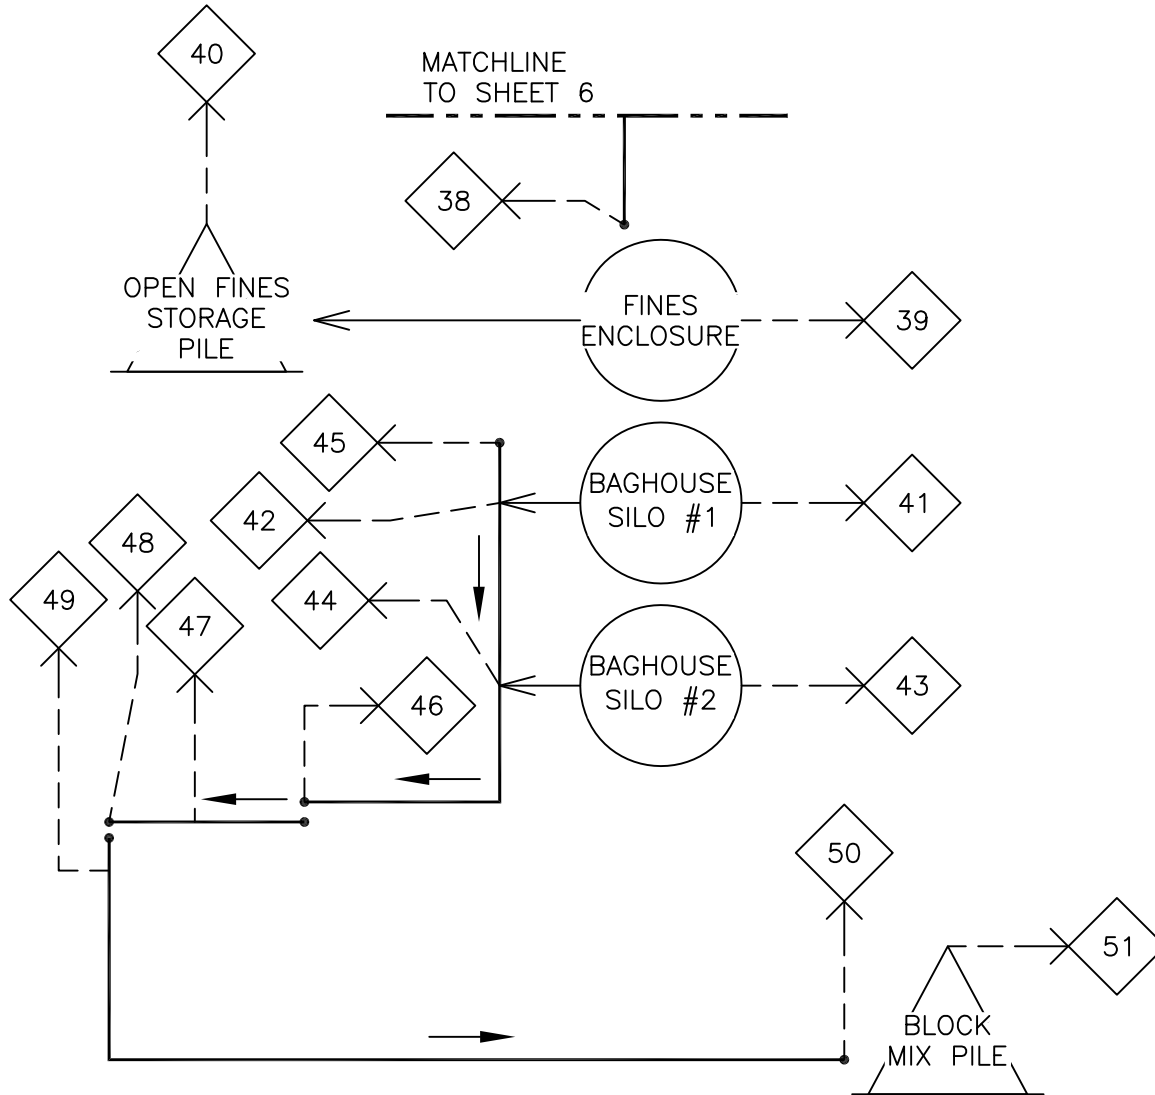 40
MATCHLINE
TO SHEET 6
38
OPEN FINES
STORAGE
PILE
FINES
ENCLOSURE
39
45
BAGHOUSE
SILO #1
41
42
48
49
44
47
BAGHOUSE
SILO #2
43
46
50
51
BLOCK
MIX PILE